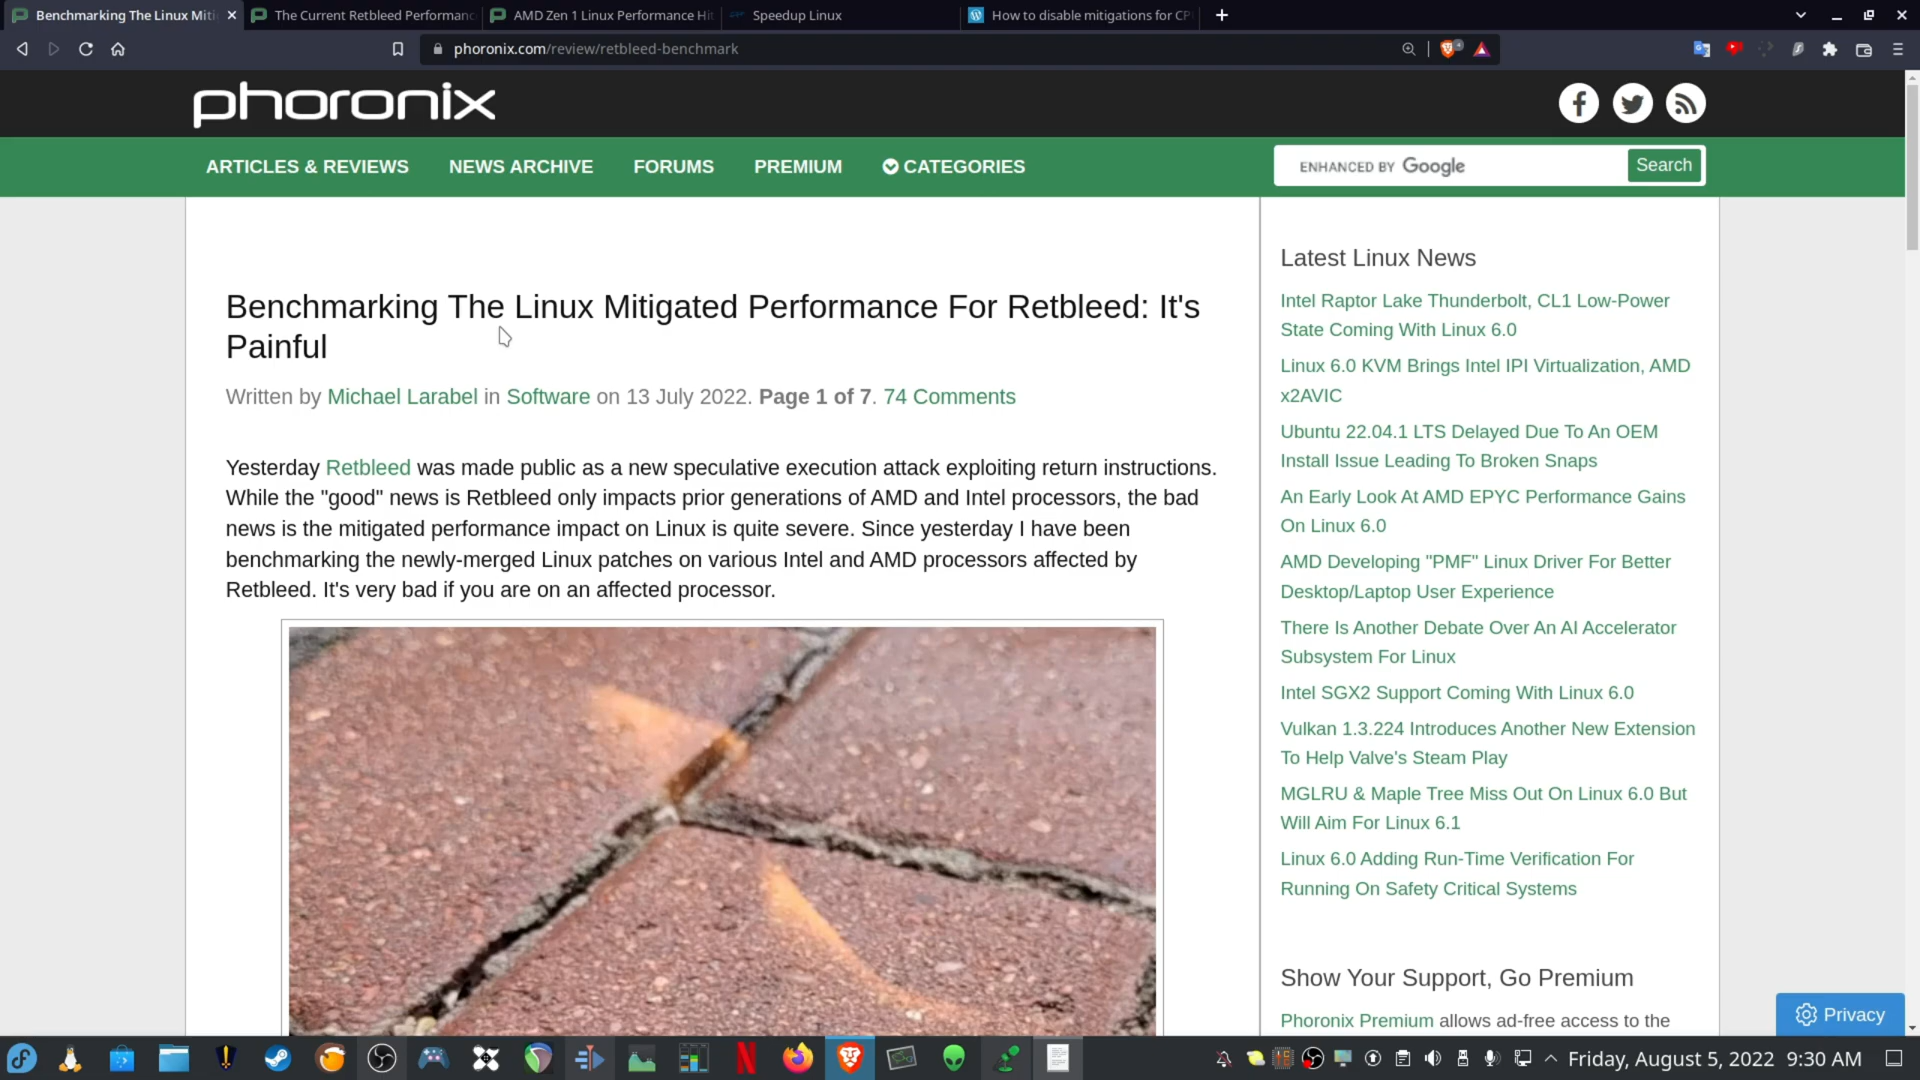 Benchmarking The Linux Miti
The Current Retbleed Performanc
AMD Zen 1 Linux Performance Hit
Speedup Linux
How to disable mitigations for CP
phoronix.com/review/retbleed-benchmark
phoronix
ARTICLES & REVIEWS
NEWS ARCHIVE
FORUMS
PREMIUM
CATEGORIES
ENHANCED BY Google
Search
Benchmarking The Linux Mitigated Performance For Retbleed: It's
Painful
Written by Michael Larabel in Software on 13 July 2022. Page 1 of 7. 74 Comments
Yesterday Retbleed was made public as a new speculative execution attack exploiting return instructions.
While the "good" news is Retbleed only impacts prior generations of AMD and Intel processors, the bad
news is the mitigated performance impact on Linux is quite severe. Since yesterday I have been
benchmarking the newly-merged Linux patches on various Intel and AMD processors affected by
Retbleed. It's very bad if you are on an affected processor.
Latest Linux News
Intel Raptor Lake Thunderbolt, CL1 Low-Power
State Coming With Linux 6.0
Linux 6.0 KVM Brings Intel IPI Virtualization, AMD
x2AVIC
Ubuntu 22.04.1 LTS Delayed Due To An OEM
Install Issue Leading To Broken Snaps
An Early Look At AMD EPYC Performance Gains
On Linux 6.0
AMD Developing "PMF" Linux Driver For Better
Desktop/Laptop User Experience
There Is Another Debate Over An AI Accelerator
Subsystem For Linux
Intel SGX2 Support Coming With Linux 6.0
Vulkan 1.3.224 Introduces Another New Extension
To Help Valve's Steam Play
MGLRU & Maple Tree Miss Out On Linux 6.0 But
Will Aim For Linux 6.1
Linux 6.0 Adding Run-Time Verification For
Running On Safety Critical Systems
Show Your Support, Go Premium
Phoronix Premium allows ad-free access to the
Privacy
Friday, August 5, 2022 9:30 AM